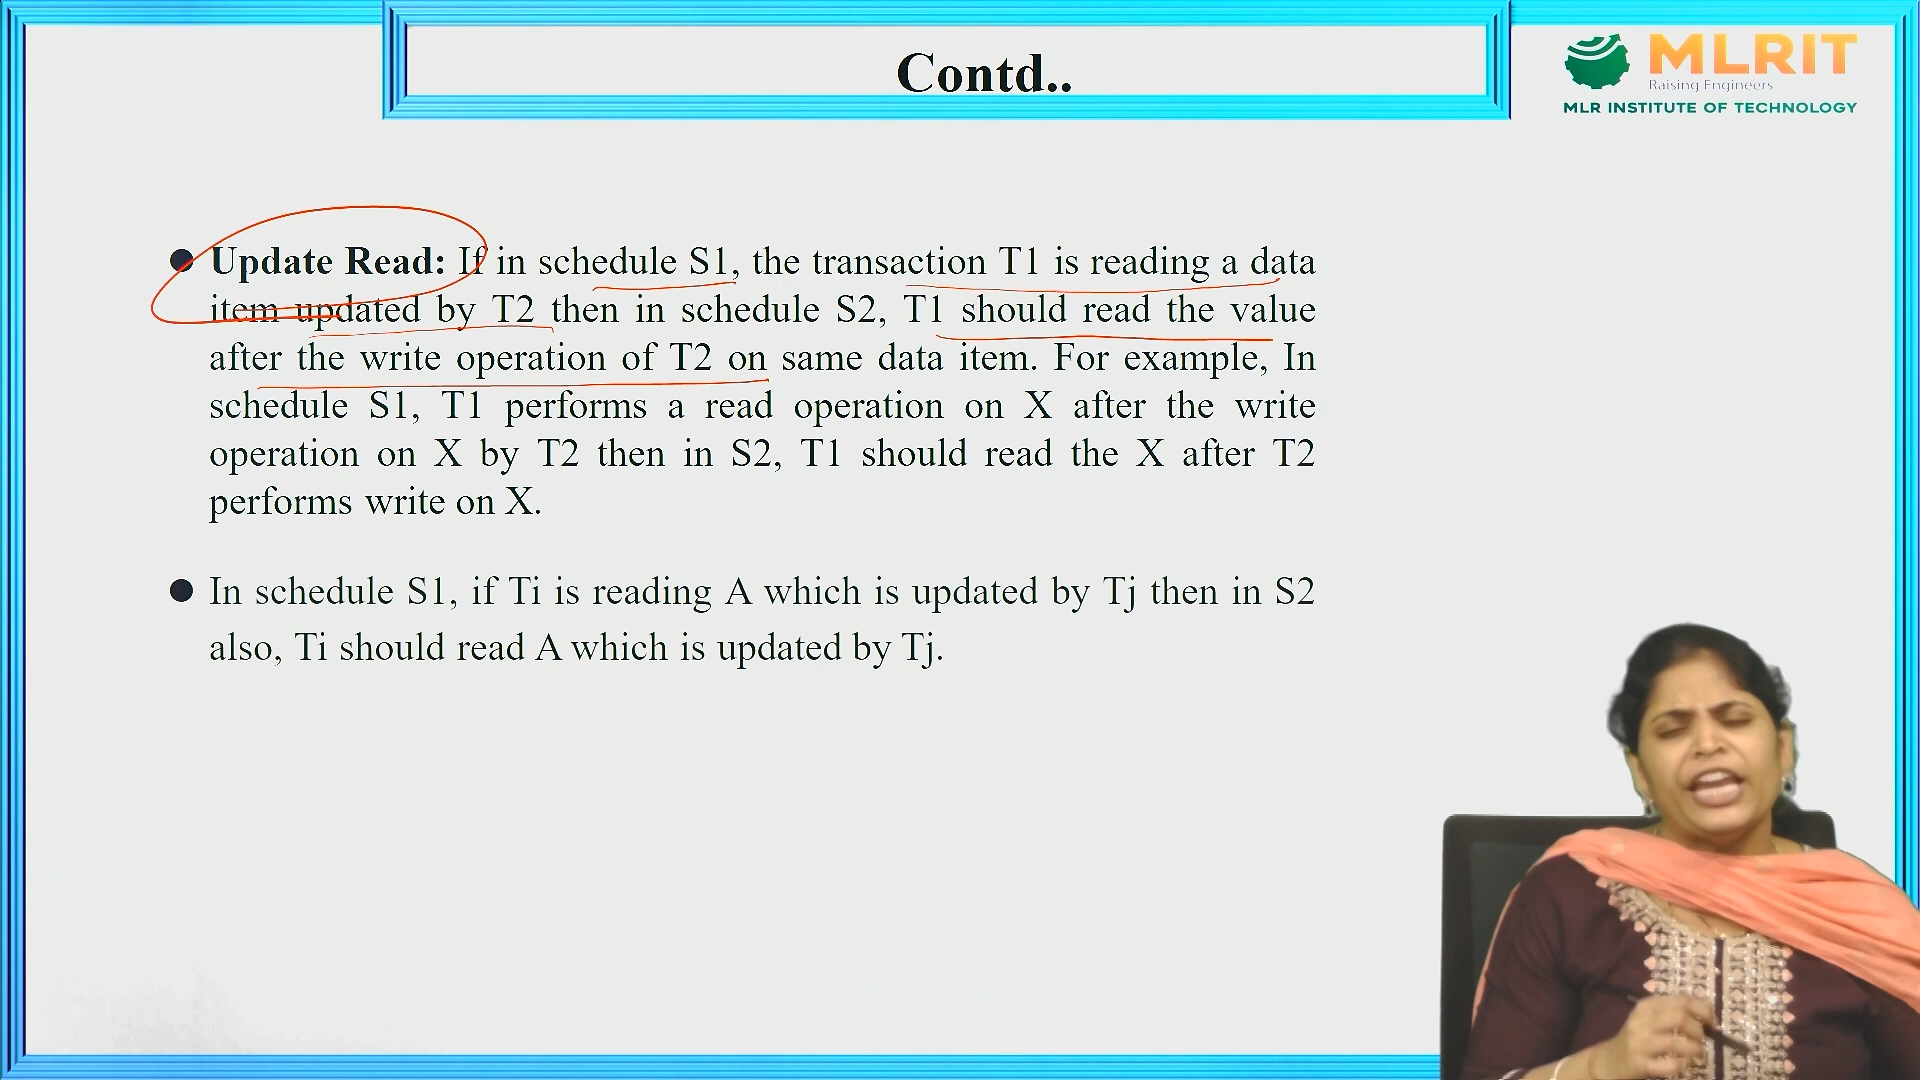 Contd..
MLRIT
Raising Engineers
MLR INSTITUTE OF TECHNOLOGY
Update Read: If in schedule S1, the transaction T1 is reading a data
item updated by T2 then in schedule S2, T1 should read the value
after the write operation of T2 on same data item. For example, In
schedule S1, T1 performs a read operation on X after the write
operation on X by T2 then in S2, T1 should read the X after T2
performs write on X.
In schedule S1, if Ti is reading A which is updated by Tj then in S2
also, Ti should read A which is updated by Tj.